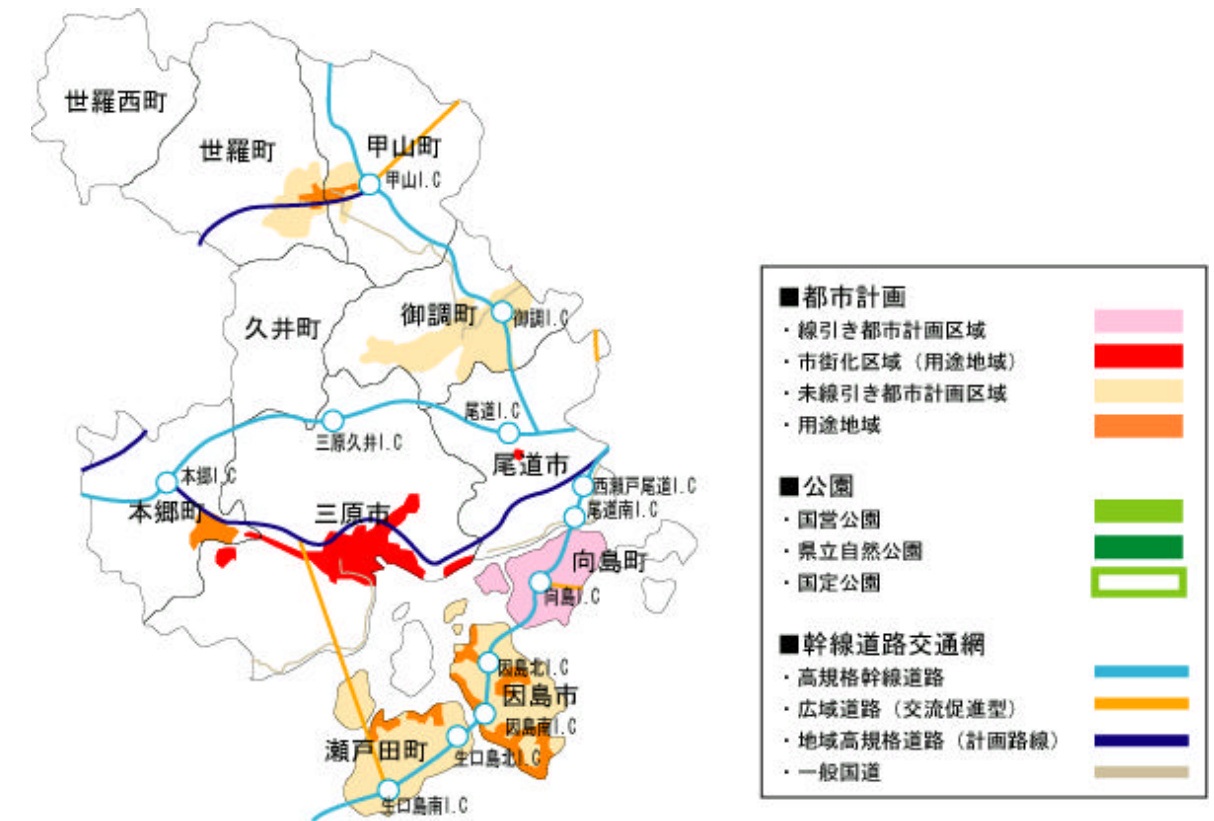 世羅西町
世羅町
甲山町
甲山I.C
御調町
御調I.C
久井町
尾道I.C
三原久井I.C
尾道市
本郷I.C
西瀬戸尾道I.C
本郷町
三原市
尾道南I.C
向島町
向島I.C
因島北I.C
因島市
因島南I.C
瀬戸田町
生口島北I.C
生口島南I.C
■都市計画
・線引き都市計画区域
・市街化区域（用途地域）
・未線引き都市計画区域
・用途地域
■公園
・国営公園
・県立自然公園
・国定公園
■幹線道路交通網
・高規格幹線道路
・広域道路（交流促進型）
・地域高規格道路（計画路線）
・一般国道